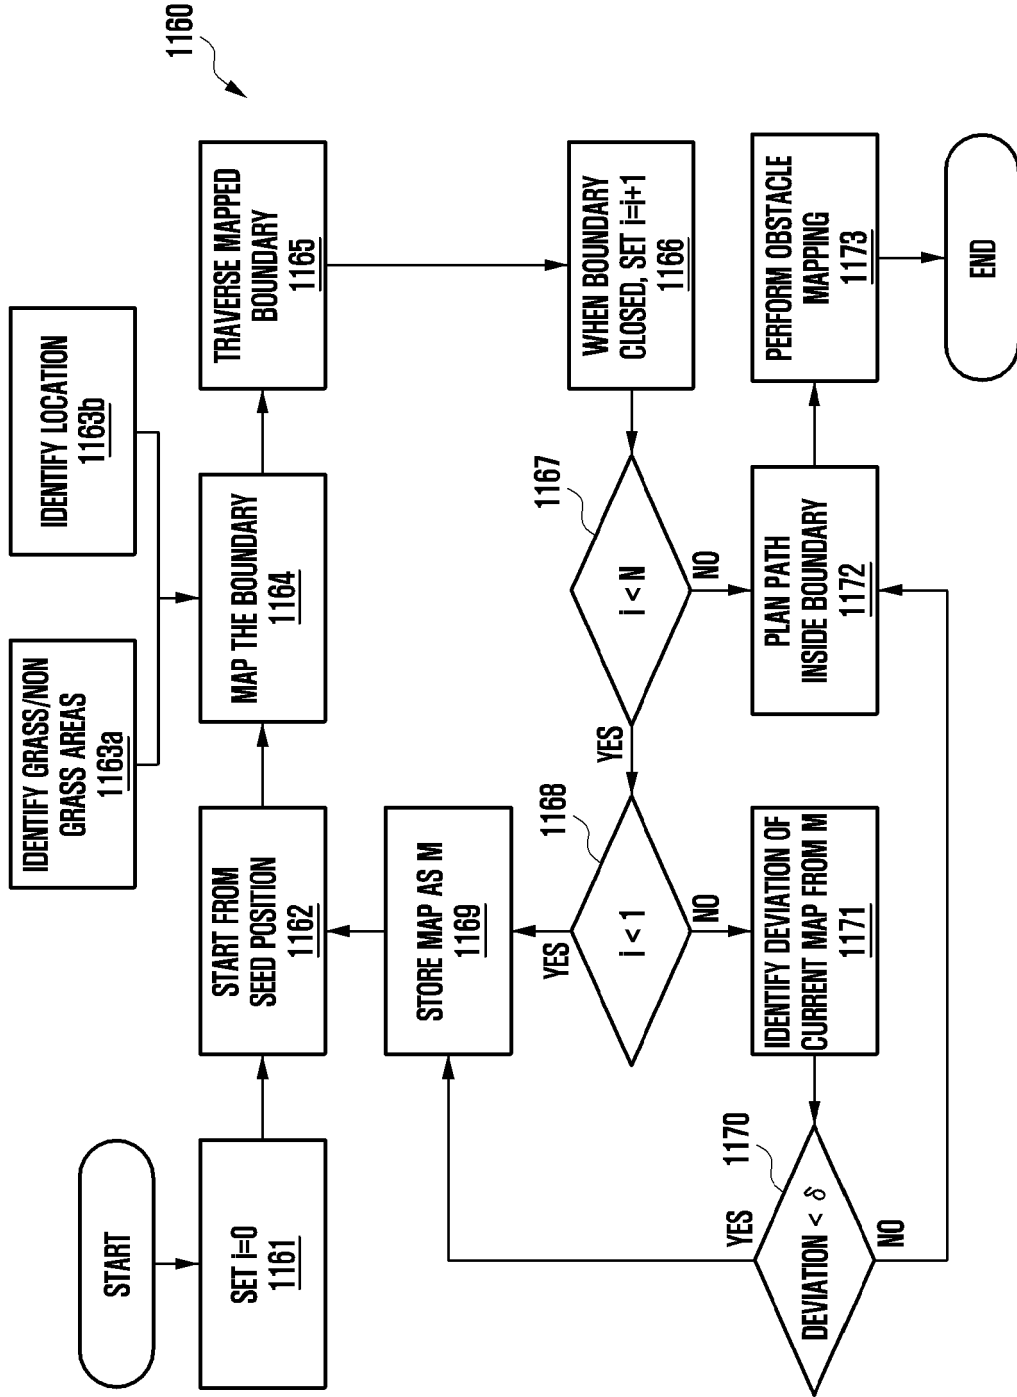 1160
START
SET i=0
1161
START FROM
SEED POSITION
1162
IDENTIFY GRASS/NON
GRASS AREAS
1163a
IDENTIFY LOCATION
1163b
MAP THE BOUNDARY
1164
TRAVERSE MAPPED
BOUNDARY
1165
WHEN BOUNDARY
CLOSED, SET i=i+1
1166
1167
i < N
YES
NO
1168
i < 1
YES
NO
STORE MAP AS M
1169
IDENTIFY DEVIATION OF
CURRENT MAP FROM M
1171
1170
DEVIATION < δ
YES
NO
PLAN PATH
INSIDE BOUNDARY
1172
PERFORM OBSTACLE
MAPPING
1173
END